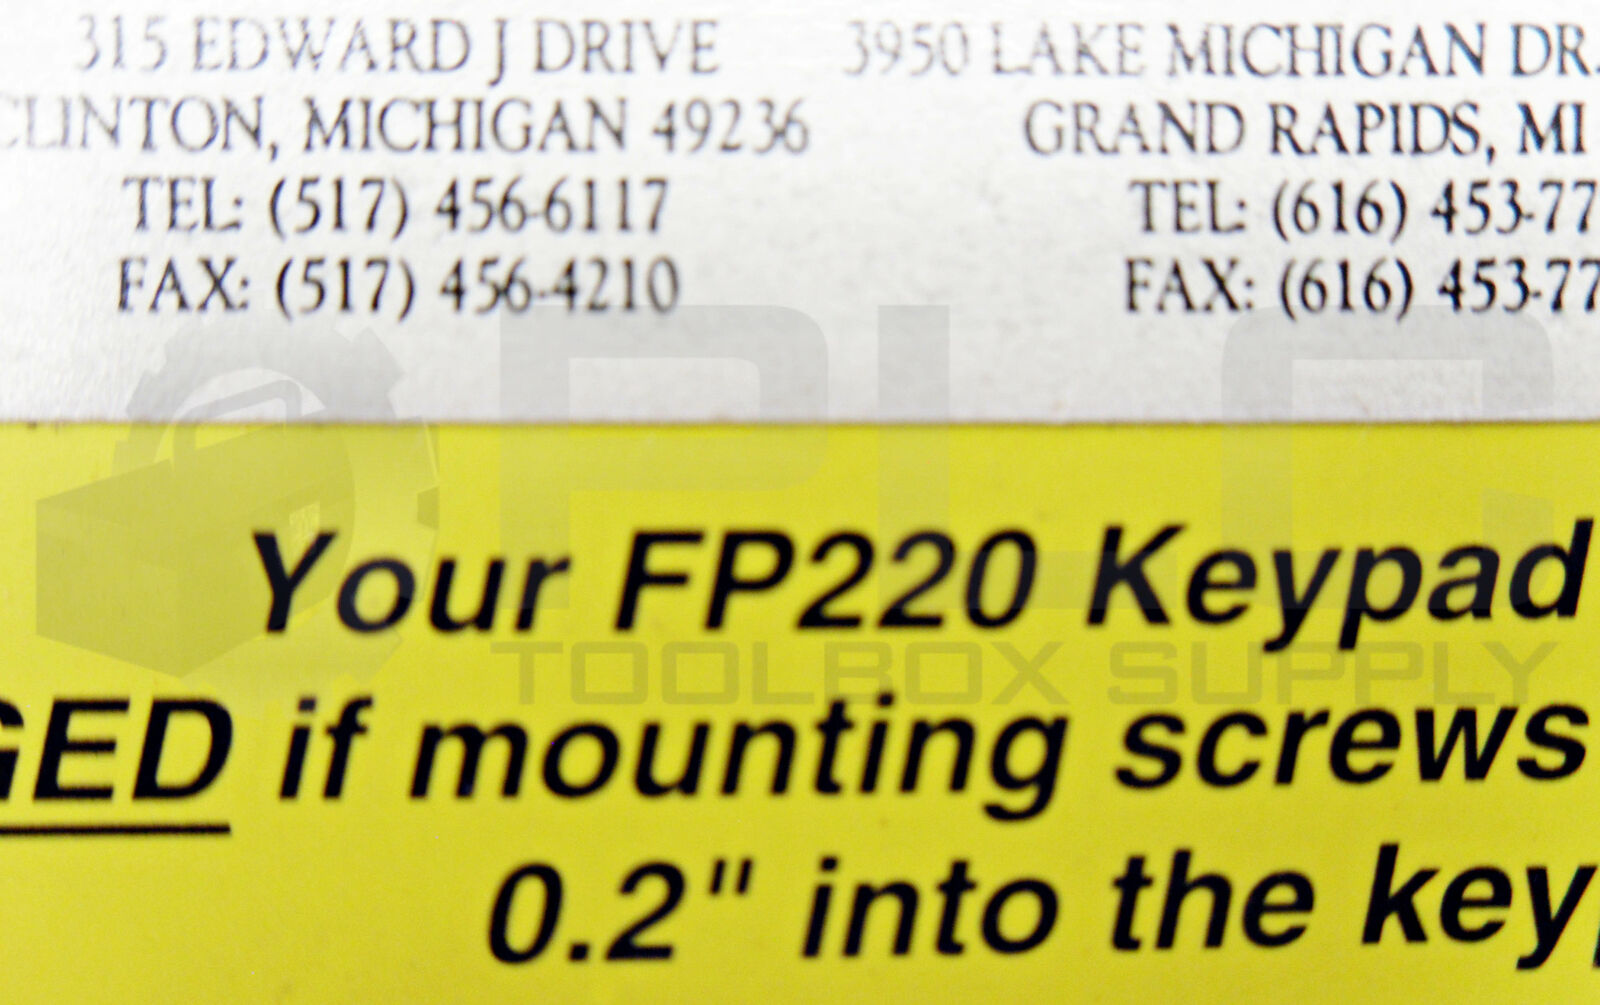 315 EDWARD J DRIVE
CLINTON, MICHIGAN 49236
TEL: (517) 456-6117
FAX: (517) 456-4210
3950 LAKE MICHIGAN DR.
GRAND RAPIDS, MI
TEL: (616) 453-77
FAX: (616) 453-77
PLC
TOOLBOX SUPPLY
Your FP220 Keypad
GED if mounting screws
0.2" into the key